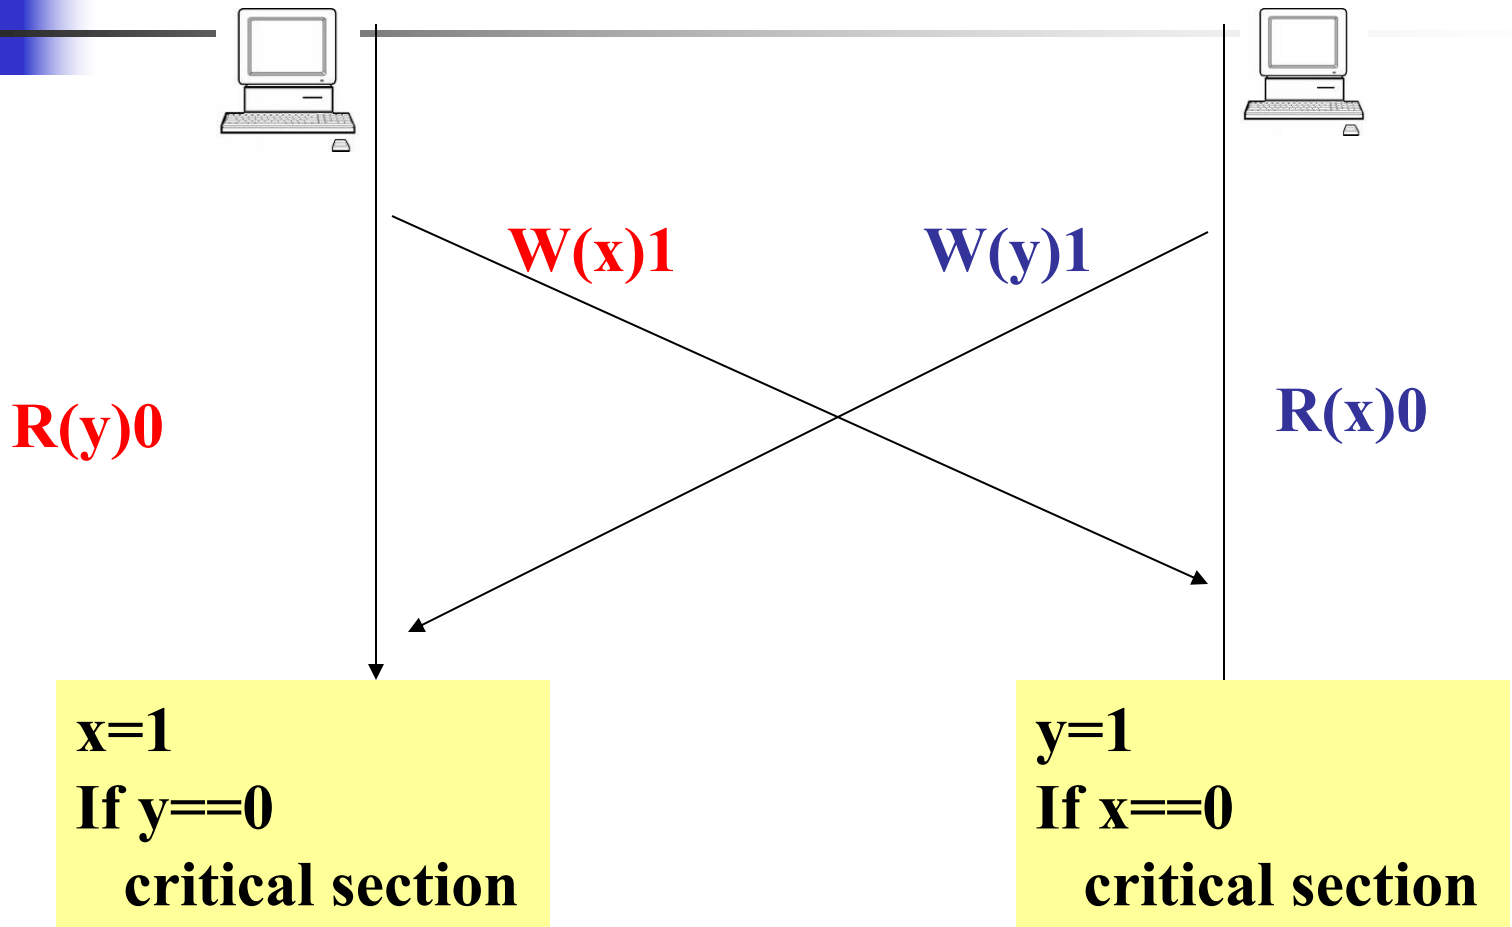 W(x)1
W(y)1
R(y)0
R(x)0
x=1
If y==0
critical section
y=1
If x==0
critical section